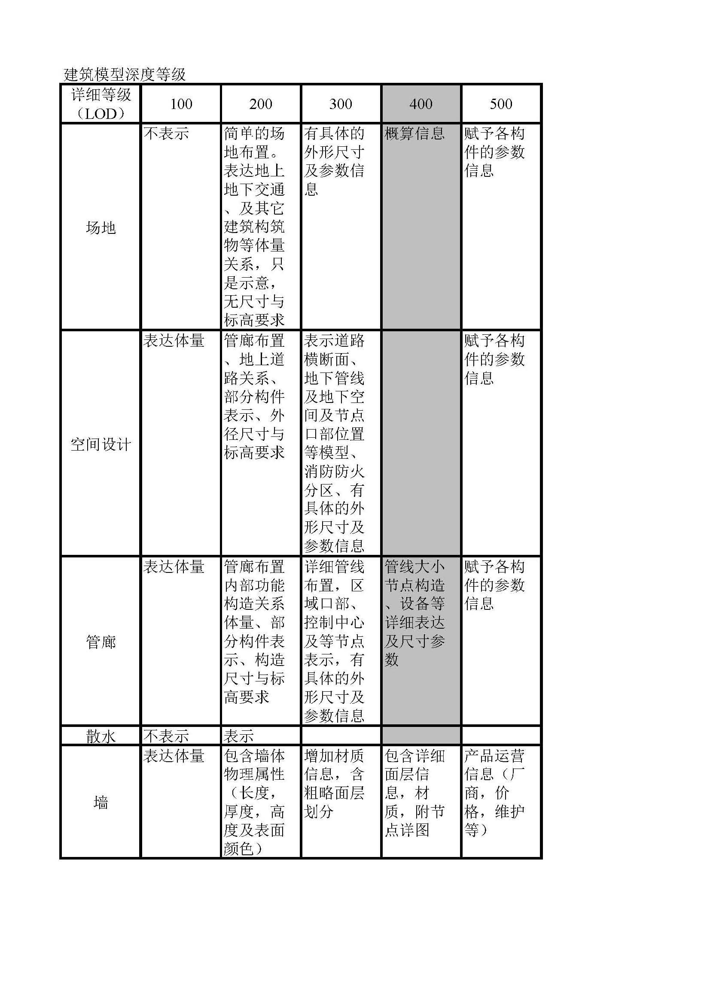 建筑模型深度等级
详细等级
（LOD）
100
200
300
400
500
场地
不表示
简单的场
地布置。
表达地上
地下交通
、及其它
建筑构筑
物等体量
关系，只
是示意，
无尺寸与
标高要求
有具体的
外形尺寸
及参数信
息
概算信息
赋予各构
件的参数
信息
空间设计
表达体量
管廊布置
、地上道
路关系、
部分构件
表示、外
径尺寸与
标高要求
表示道路
横断面、
地下管线
及地下空
间及节点
口部位置
等模型、
消防防火
分区、有
具体的外
形尺寸及
参数信息
赋予各构
件的参数
信息
管廊
表达体量
管廊布置
内部功能
构造关系
体量、部
分构件表
示、构造
尺寸与标
高要求
详细管线
布置，区
域口部、
控制中心
及等节点
表示，有
具体的外
形尺寸及
参数信息
管线大小
节点构造
、设备等
详细表达
及尺寸参
数
赋予各构
件的参数
信息
散水
不表示
表示
墙
表达体量
包含墙体
物理属性
（长度，
厚度，高
度及表面
颜色）
增加材质
信息，含
粗略面层
划分
包含详细
面层信
息，材
质，附节
点详图
产品运营
信息（厂
商，价
格，维护
等）